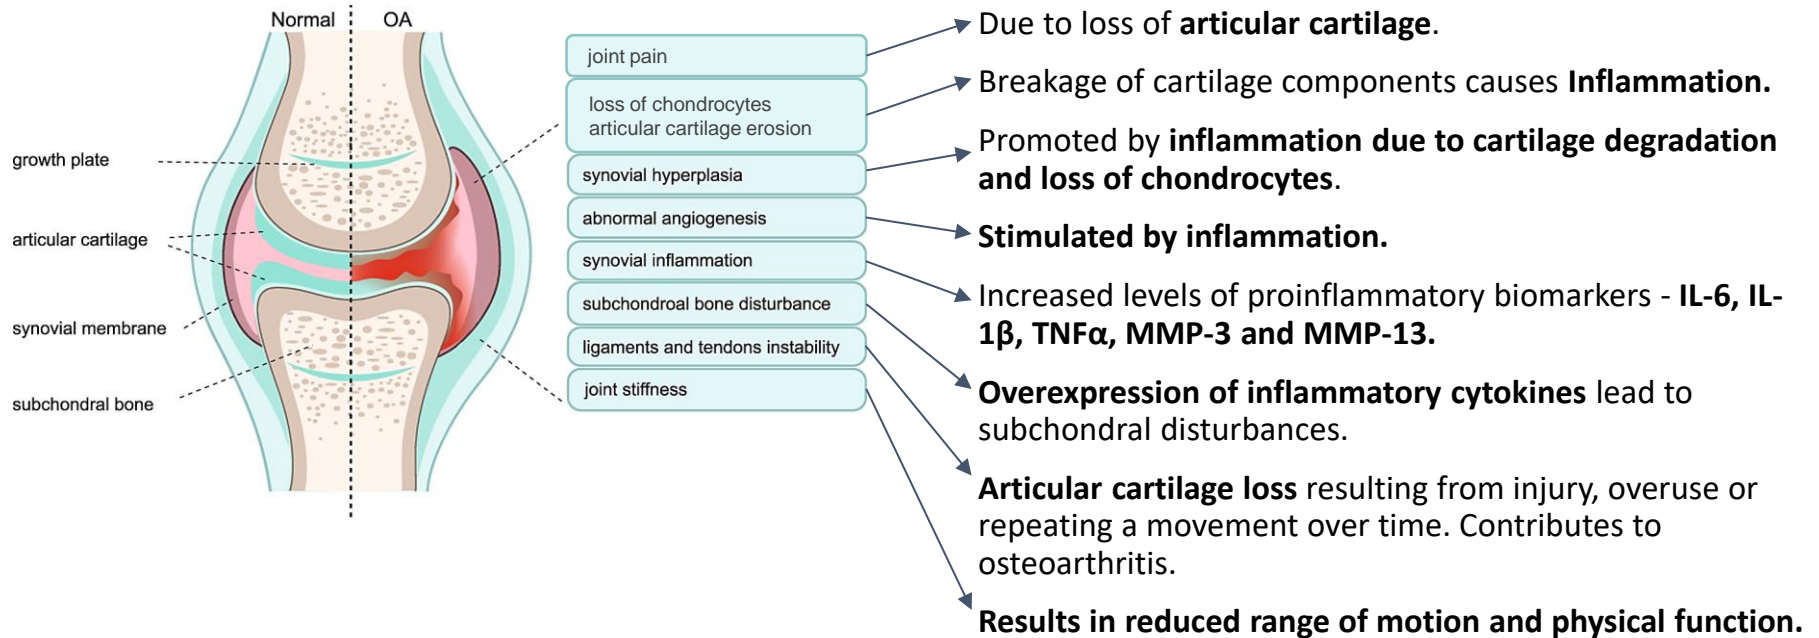 Normal
OA
growth plate
articular cartilage
synovial membrane
subchondral bone
joint pain
loss of chondrocytes
articular cartilage erosion
synovial hyperplasia
abnormal angiogenesis
synovial inflammation
subchondroal bone disturbance
ligaments and tendons instability
joint stiffness
Due to loss of articular cartilage.
Breakage of cartilage components causes Inflammation.
Promoted by inflammation due to cartilage degradation
and loss of chondrocytes.
Stimulated by inflammation.
Increased levels of proinflammatory biomarkers - IL-6, IL-
1β, TNFα, MMP-3 and MMP-13.
Overexpression of inflammatory cytokines lead to
subchondral disturbances.
Articular cartilage loss resulting from injury, overuse or
repeating a movement over time. Contributes to
osteoarthritis.
Results in reduced range of motion and physical function.